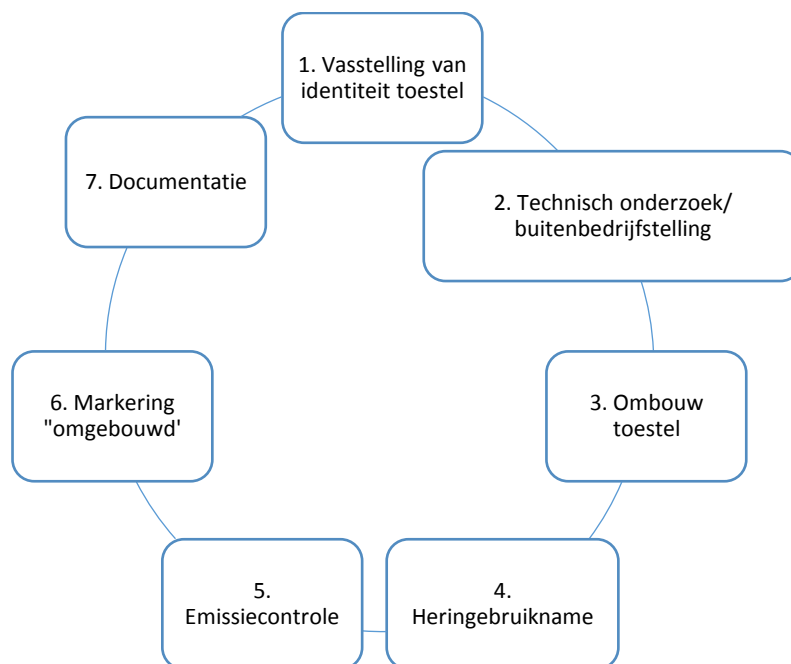 1. Vasstelling van
identiteit toestel
2. Technisch onderzoek/
buitenbedrijfstelling
3. Ombouw
toestel
4.
Heringebruikname
5.
Emissiecontrole
6. Markering
"omgebouwd'
7. Documentatie